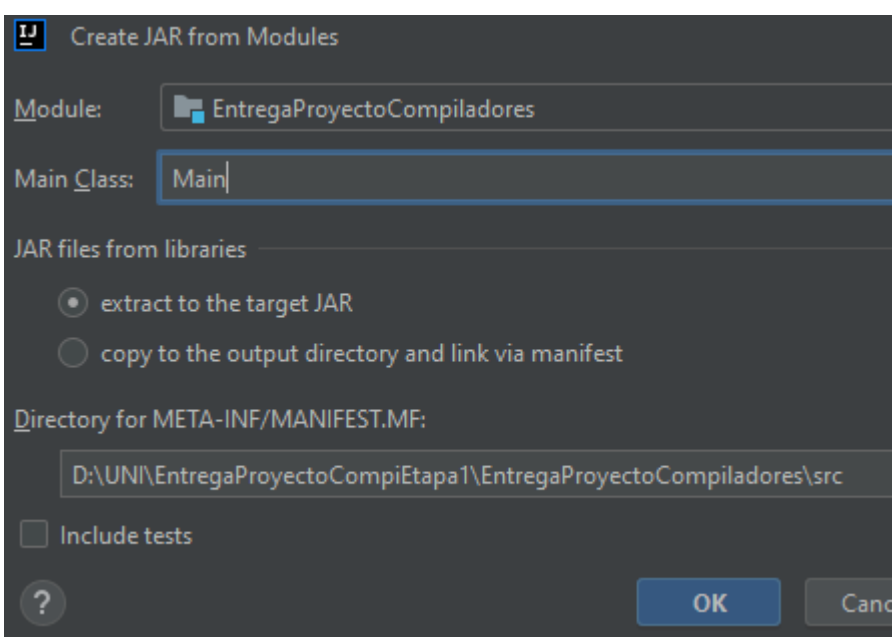 IJ
Create JAR from Modules
Module: EntregaProyectoCompiladores
Main Class: Main
JAR files from libraries
extract to the target JAR
copy to the output directory and link via manifest
Directory for META-INF/MANIFEST.MF:
D:\UNI\EntregaProyectoCompiEtapa1\EntregaProyectoCompiladores\src
Include tests
? OK Canc